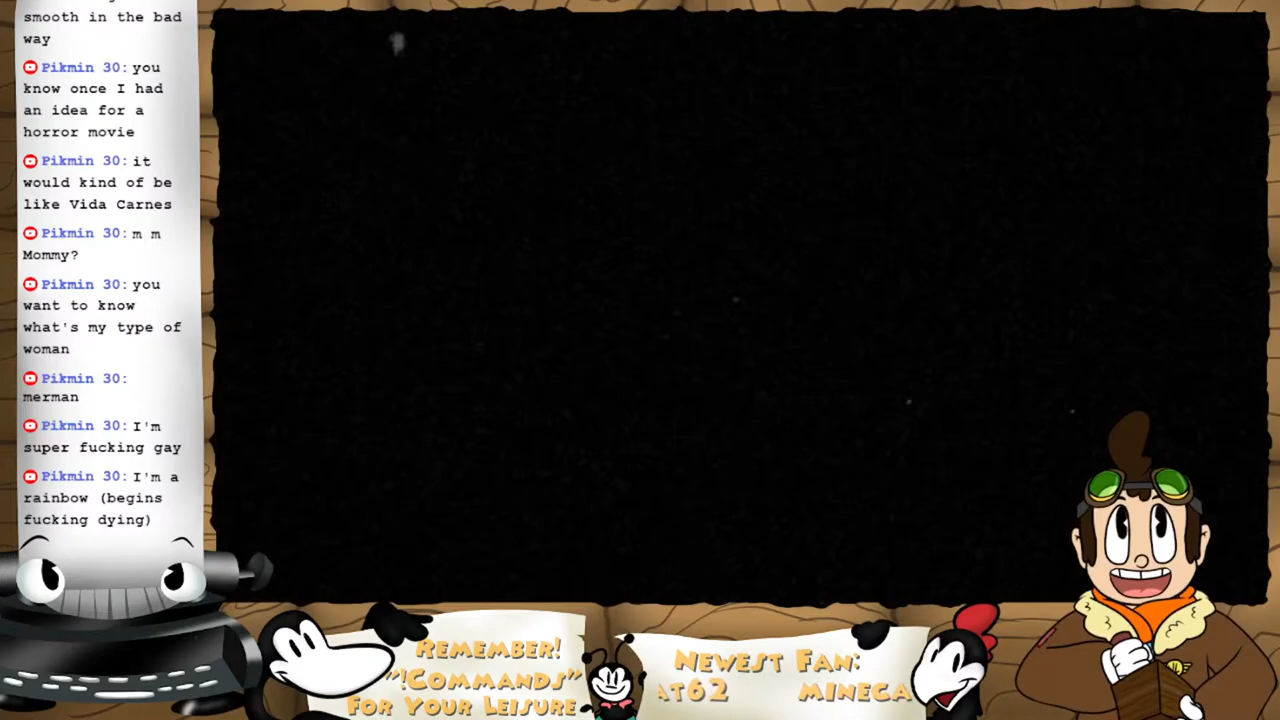 smooth in the bad
way
Pikmin 30: you
know once I had
an idea for a
horror movie
Pikmin 30: it
would kind of be
like Vida Carnes
Pikmin 30: m m
Mommy?
Pikmin 30: you
want to know
what's my type of
woman
Pikmin 30:
merman
Pikmin 30: I'm
super fucking gay
Pikmin 30: I'm a
rainbow (begins
fucking dying)
Remember!
"!Commands"
For Your Leisure
Newest Fan:
AT62 MINECA